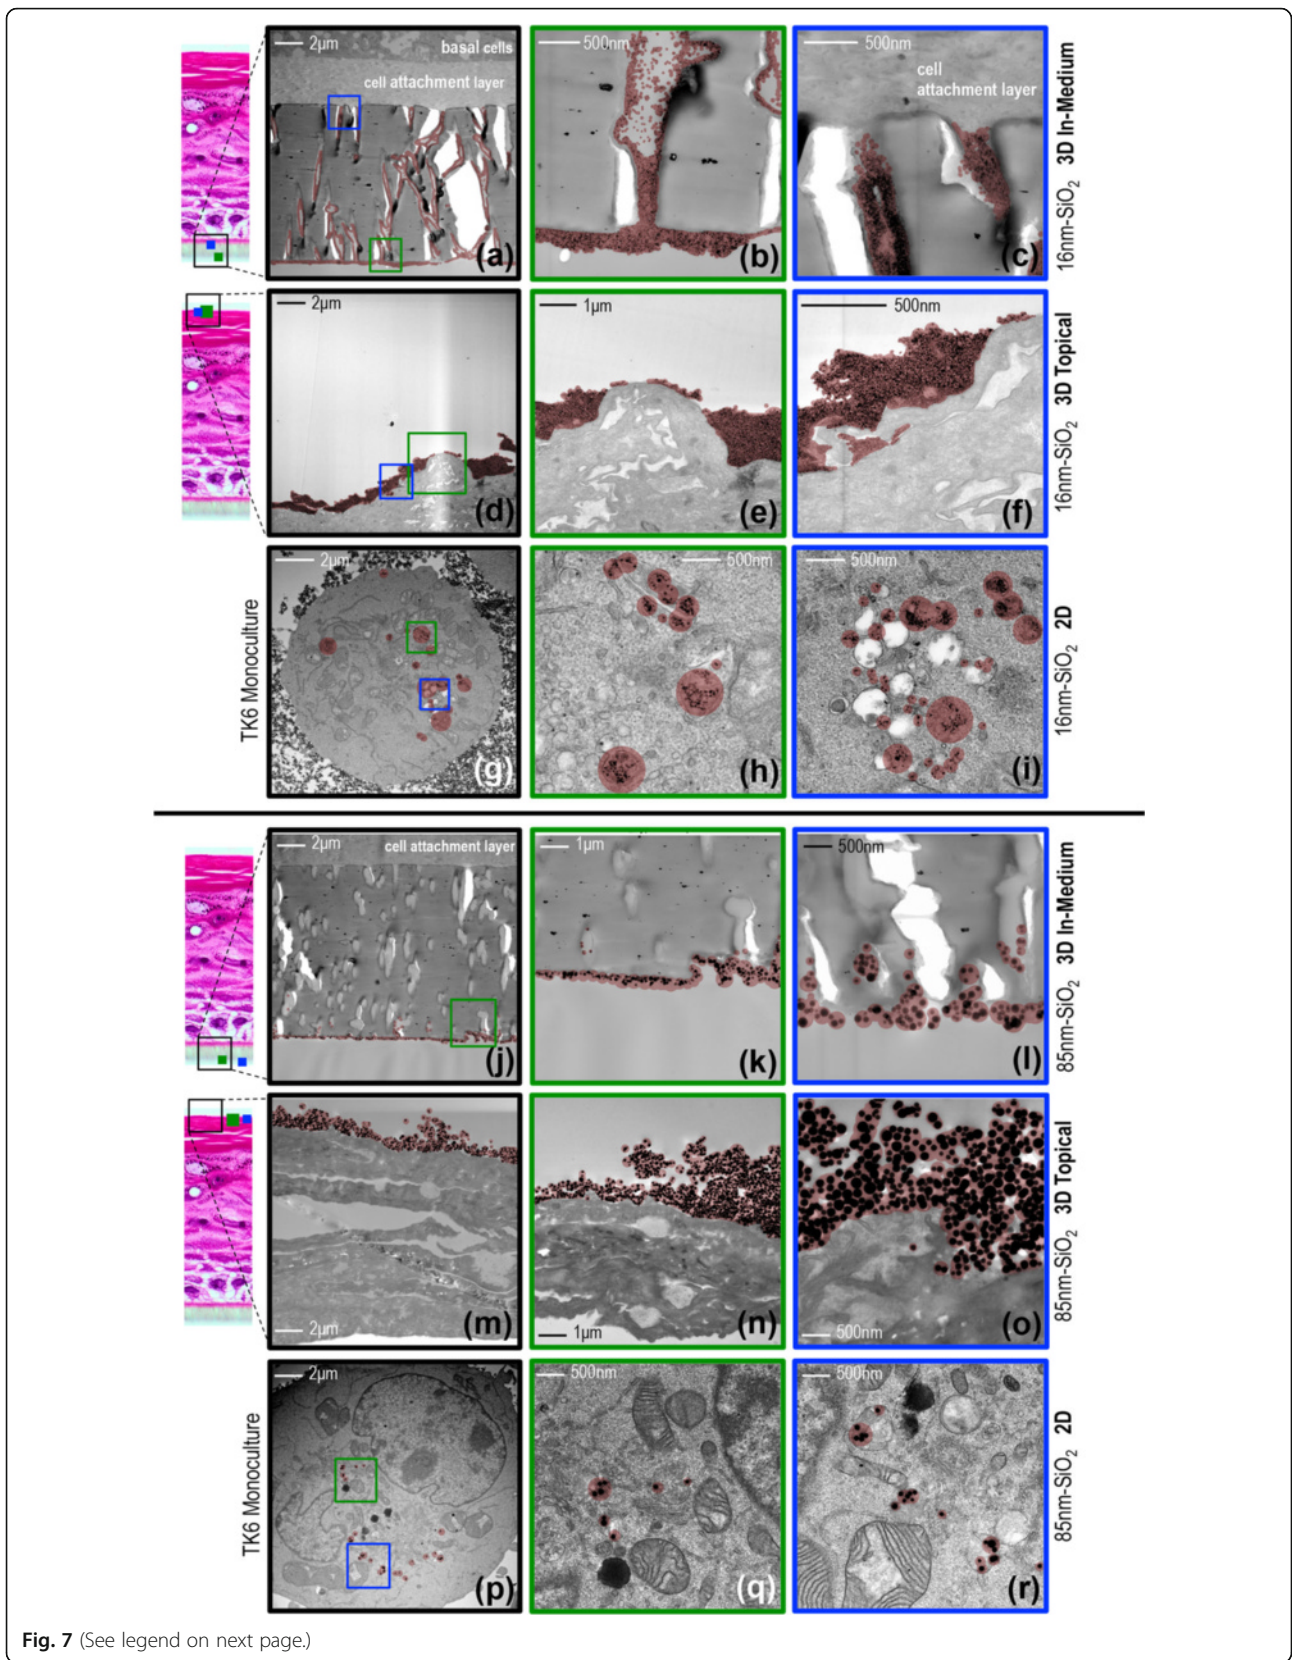 2µm
basal cells
cell attachment layer
(a)
500nm
(b)
500nm
cell
attachment layer
(c)
16nm-SiO₂ 3D In-Medium
2µm
(d)
1µm
(e)
500nm
(f)
16nm-SiO₂ 3D Topical
TK6 Monoculture
2µm
(g)
500nm
(h)
500nm
(i)
16nm-SiO₂ 2D
2µm
cell attachment layer
(j)
1µm
(k)
500nm
(l)
85nm-SiO₂ 3D In-Medium
2µm
(m)
1µm
(n)
500nm
(o)
85nm-SiO₂ 3D Topical
TK6 Monoculture
2µm
(p)
500nm
(q)
500nm
(r)
85nm-SiO₂ 2D
Fig. 7 (See legend on next page.)